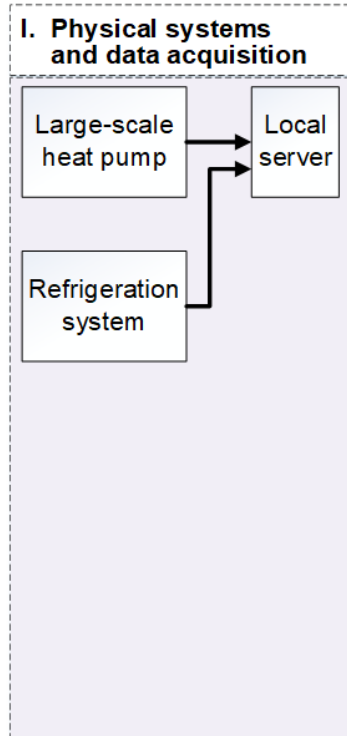 I. Physical systems
and data acquisition
Large-scale
heat pump
Local
server
Refrigeration
system